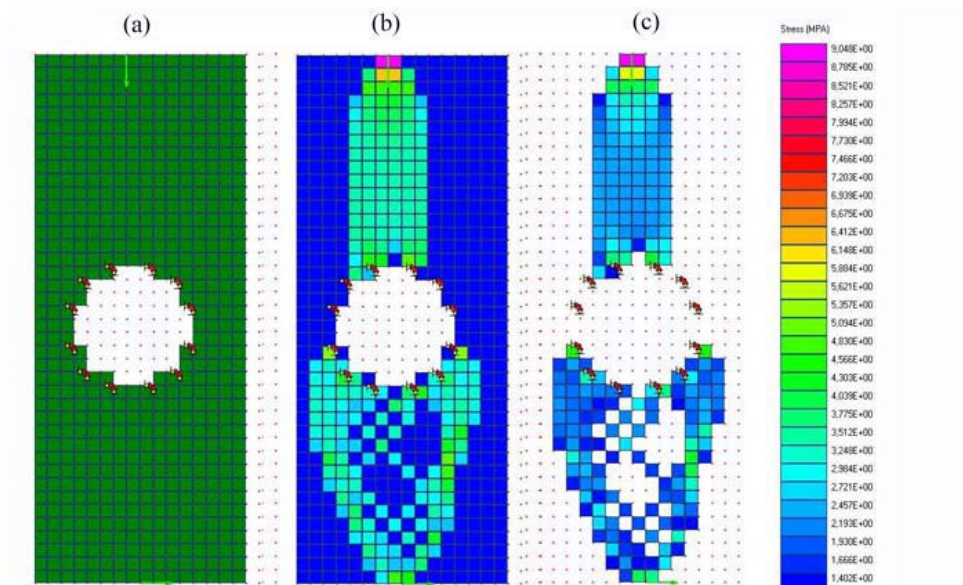 (a)
(b)
(c)
Stress (MPA)
9,048E+00
8,785E+00
8,521E+00
8,257E+00
7,994E+00
7,730E+00
7,466E+00
7,203E+00
6,939E+00
6,675E+00
6,412E+00
6,148E+00
5,884E+00
5,621E+00
5,357E+00
5,094E+00
4,830E+00
4,566E+00
4,303E+00
4,039E+00
3,775E+00
3,512E+00
3,248E+00
2,984E+00
2,721E+00
2,457E+00
2,193E+00
1,930E+00
1,666E+00
1,402E+00